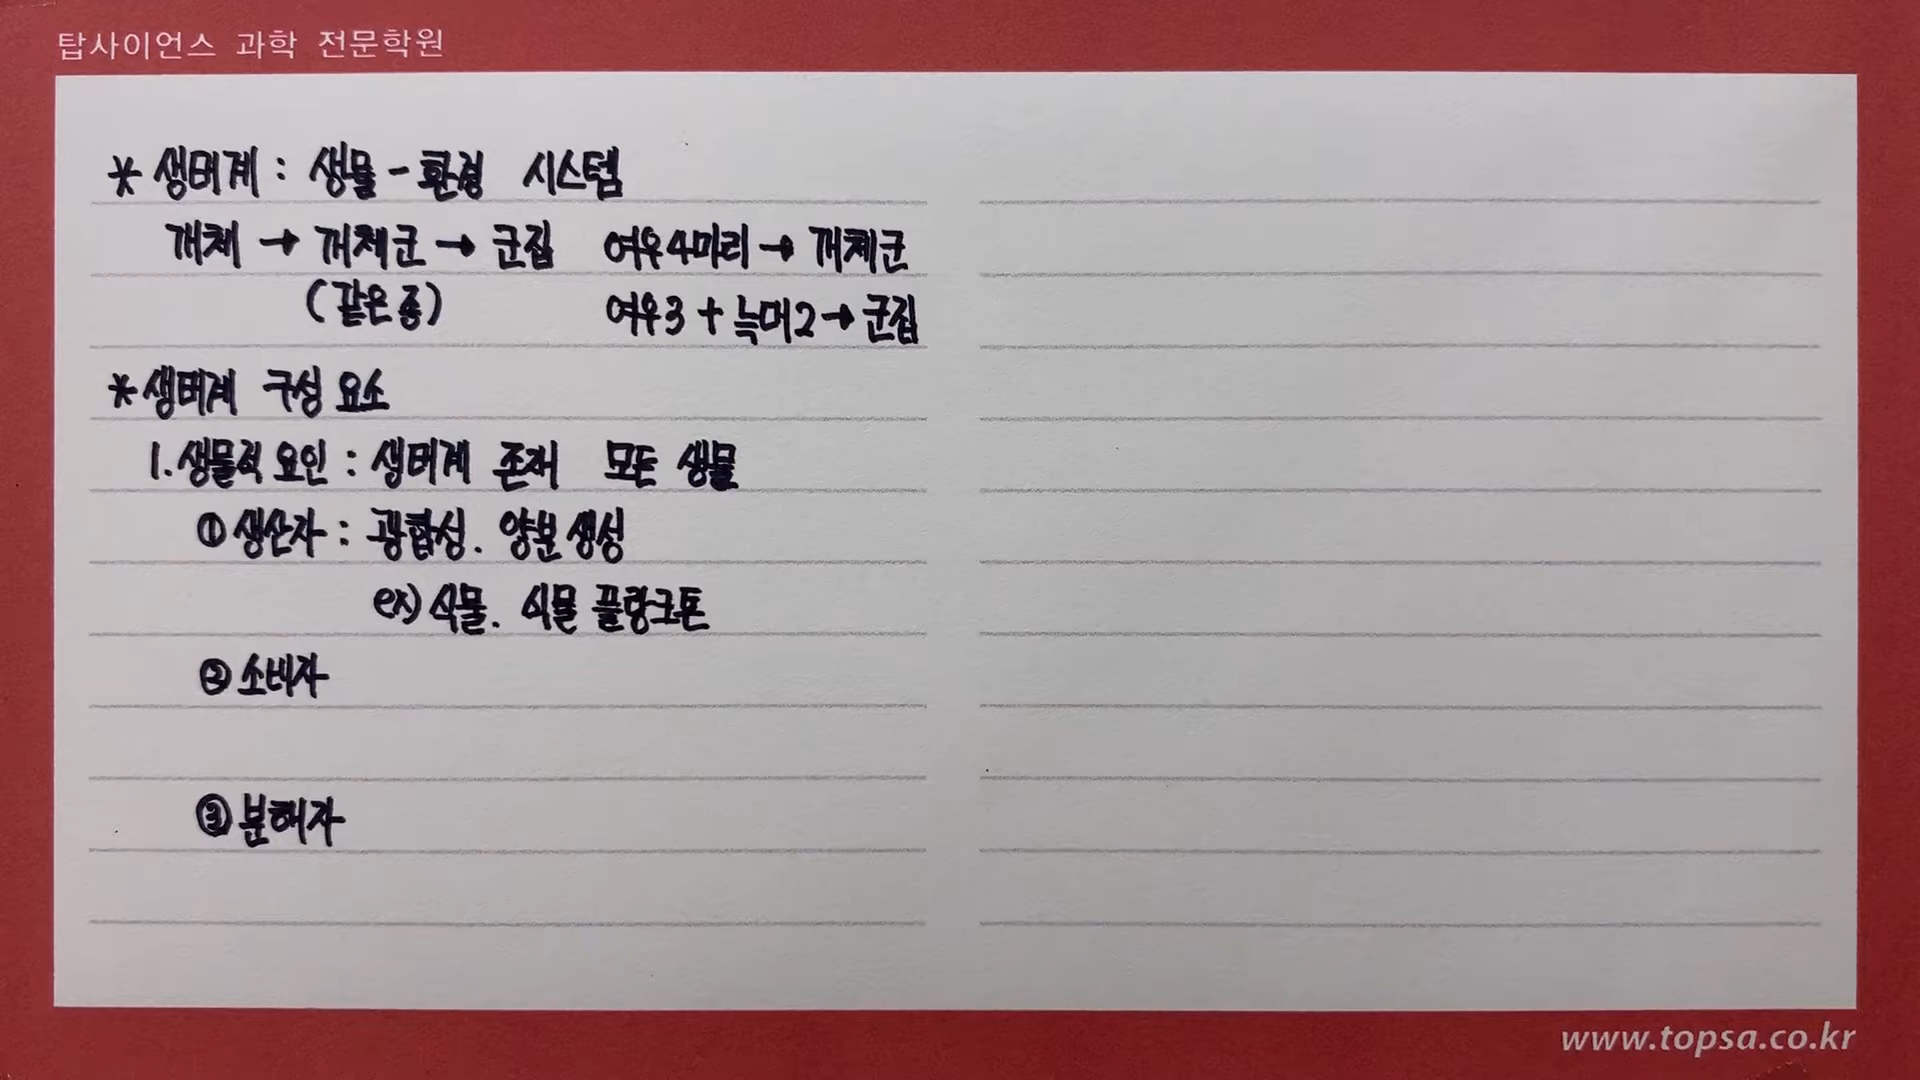 탑사이언스 과학 전문학원
* 생태계 : 생물 - 환경 시스템
개체 → 개체군 → 군집 여우4마리 → 개체군
(같은 종) 여우3 + 늑대2 → 군집
* 생태계 구성 요소
1. 생물적 요인 : 생태계 존재 모든 생물
① 생산자 : 광합성. 양분 생성
ex) 식물. 식물 플랑크톤
② 소비자
③ 분해자
www.topsa.co.kr